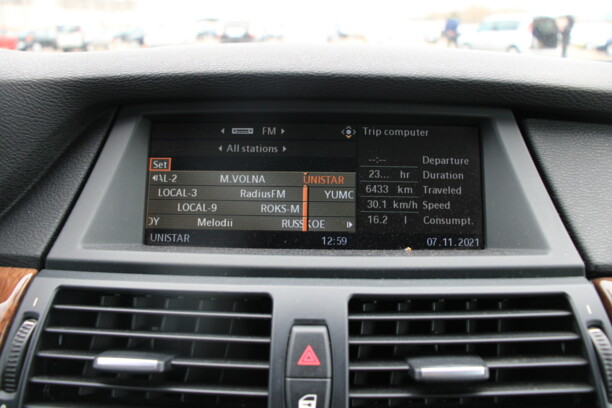 FM
All stations
Set
AL-2 M.VOLNA UNISTAR
LOCAL-3 RadiusFM YUMC
LOCAL-9 ROKS-M
DY Melodii RUSSKOE
UNISTAR 12:59 07.11.2021
Trip computer
--:-- Departure
23... hr Duration
6433 km Traveled
30.1 km/h Speed
16.2 l Consumpt.